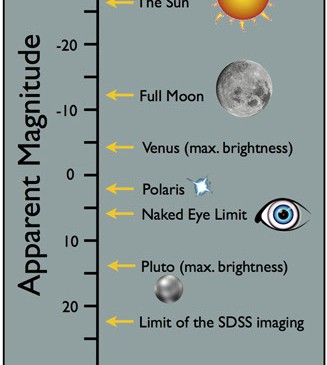 The Sun
-20
Full Moon
-10
Venus (max. brightness)
0
Polaris
Naked Eye Limit
10
Pluto (max. brightness)
20
Limit of the SDSS imaging
Apparent Magnitude